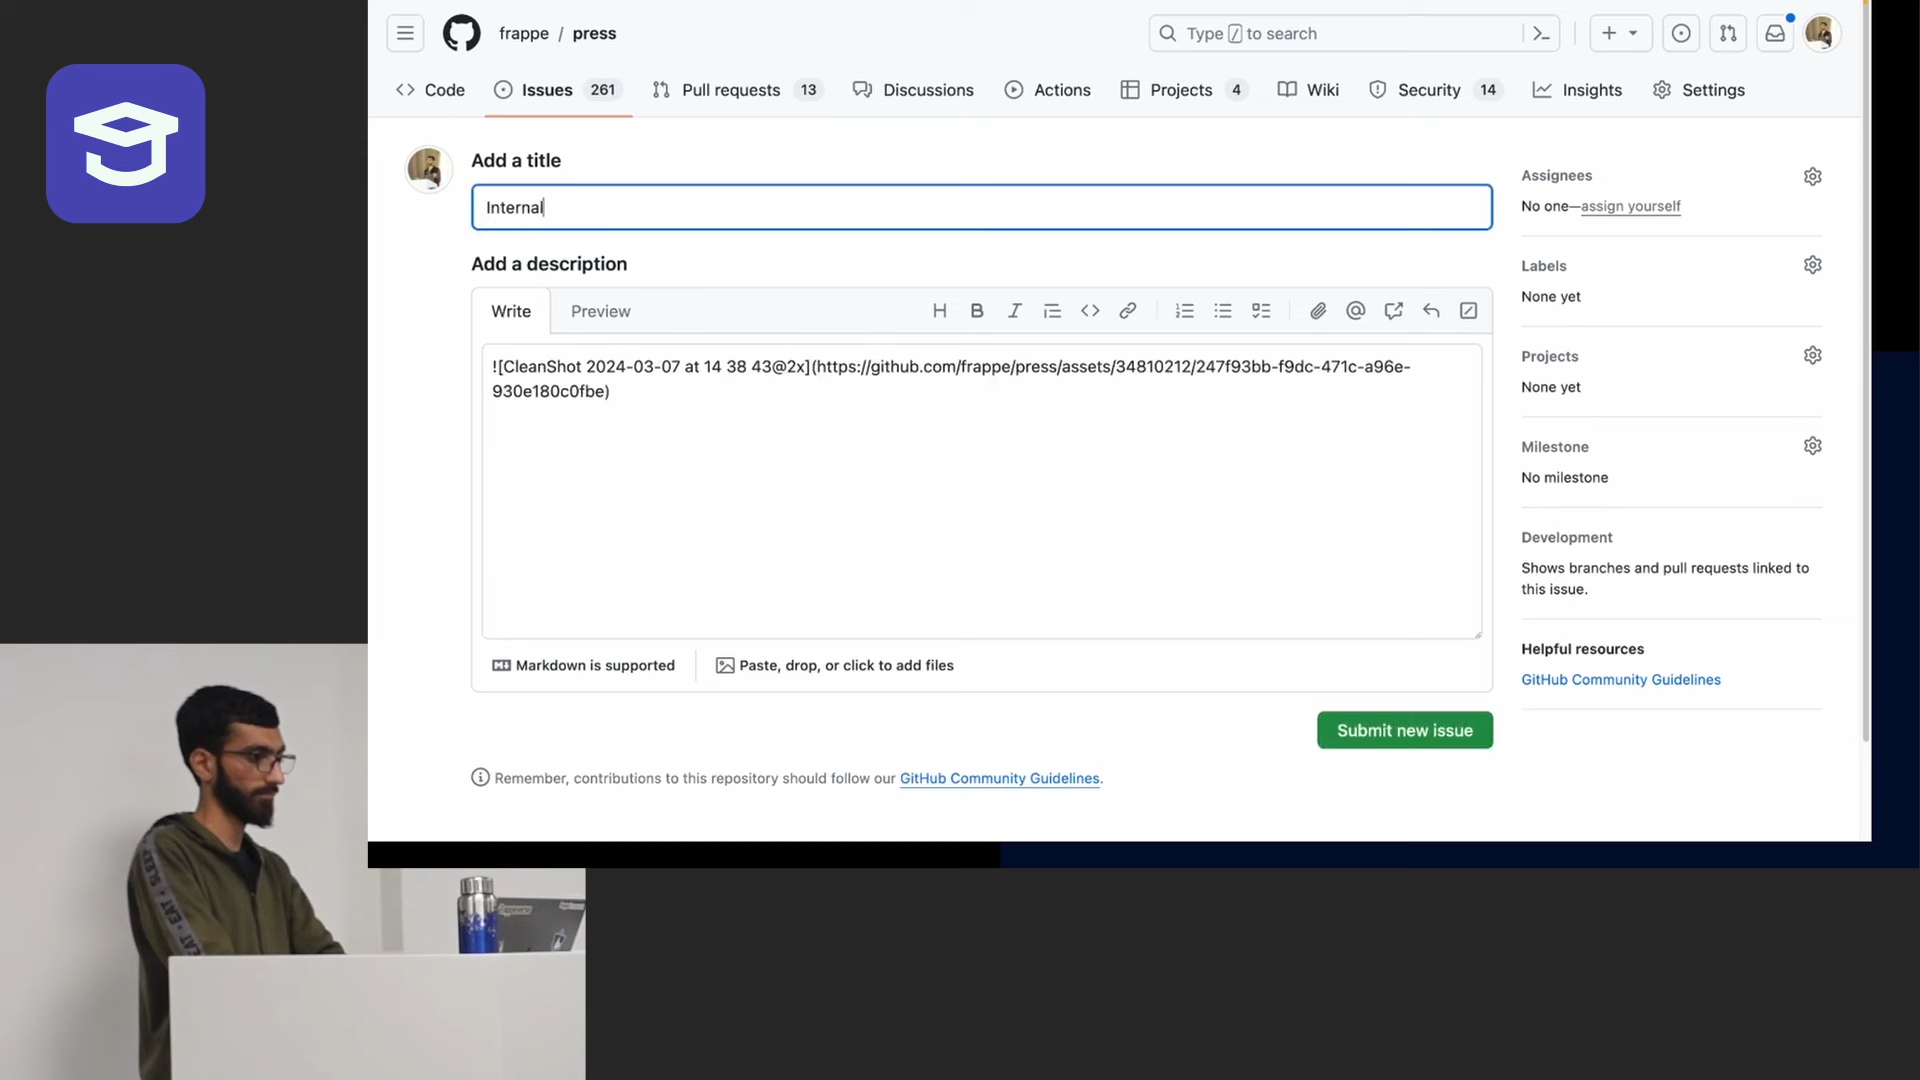 frappe / press
Type / to search
Code
Issues 261
Pull requests 13
Discussions
Actions
Projects 4
Wiki
Security 14
Insights
Settings
Add a title
Internal
Add a description
Write
Preview
![CleanShot 2024-03-07 at 14 38 43@2x](https://github.com/frappe/press/assets/34810212/247f93bb-f9dc-471c-a96e-
930e180c0fbe)
Markdown is supported
Paste, drop, or click to add files
Submit new issue
Remember, contributions to this repository should follow our GitHub Community Guidelines.
Assignees
No one—assign yourself
Labels
None yet
Projects
None yet
Milestone
No milestone
Development
Shows branches and pull requests linked to
this issue.
Helpful resources
GitHub Community Guidelines
EAT • SLEEP
EAT